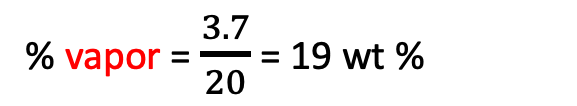 % vapor = 3.7/20 = 19 wt %